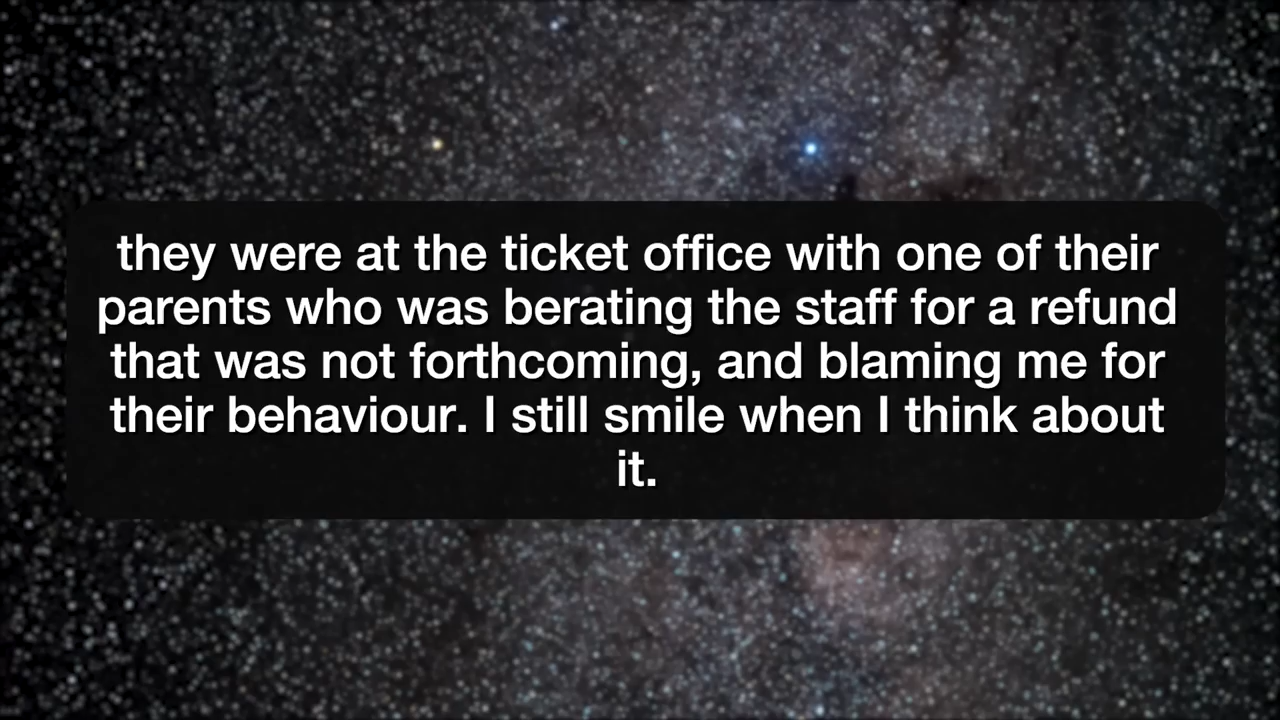 they were at the ticket office with one of their
parents who was berating the staff for a refund
that was not forthcoming, and blaming me for
their behaviour. I still smile when I think about
it.